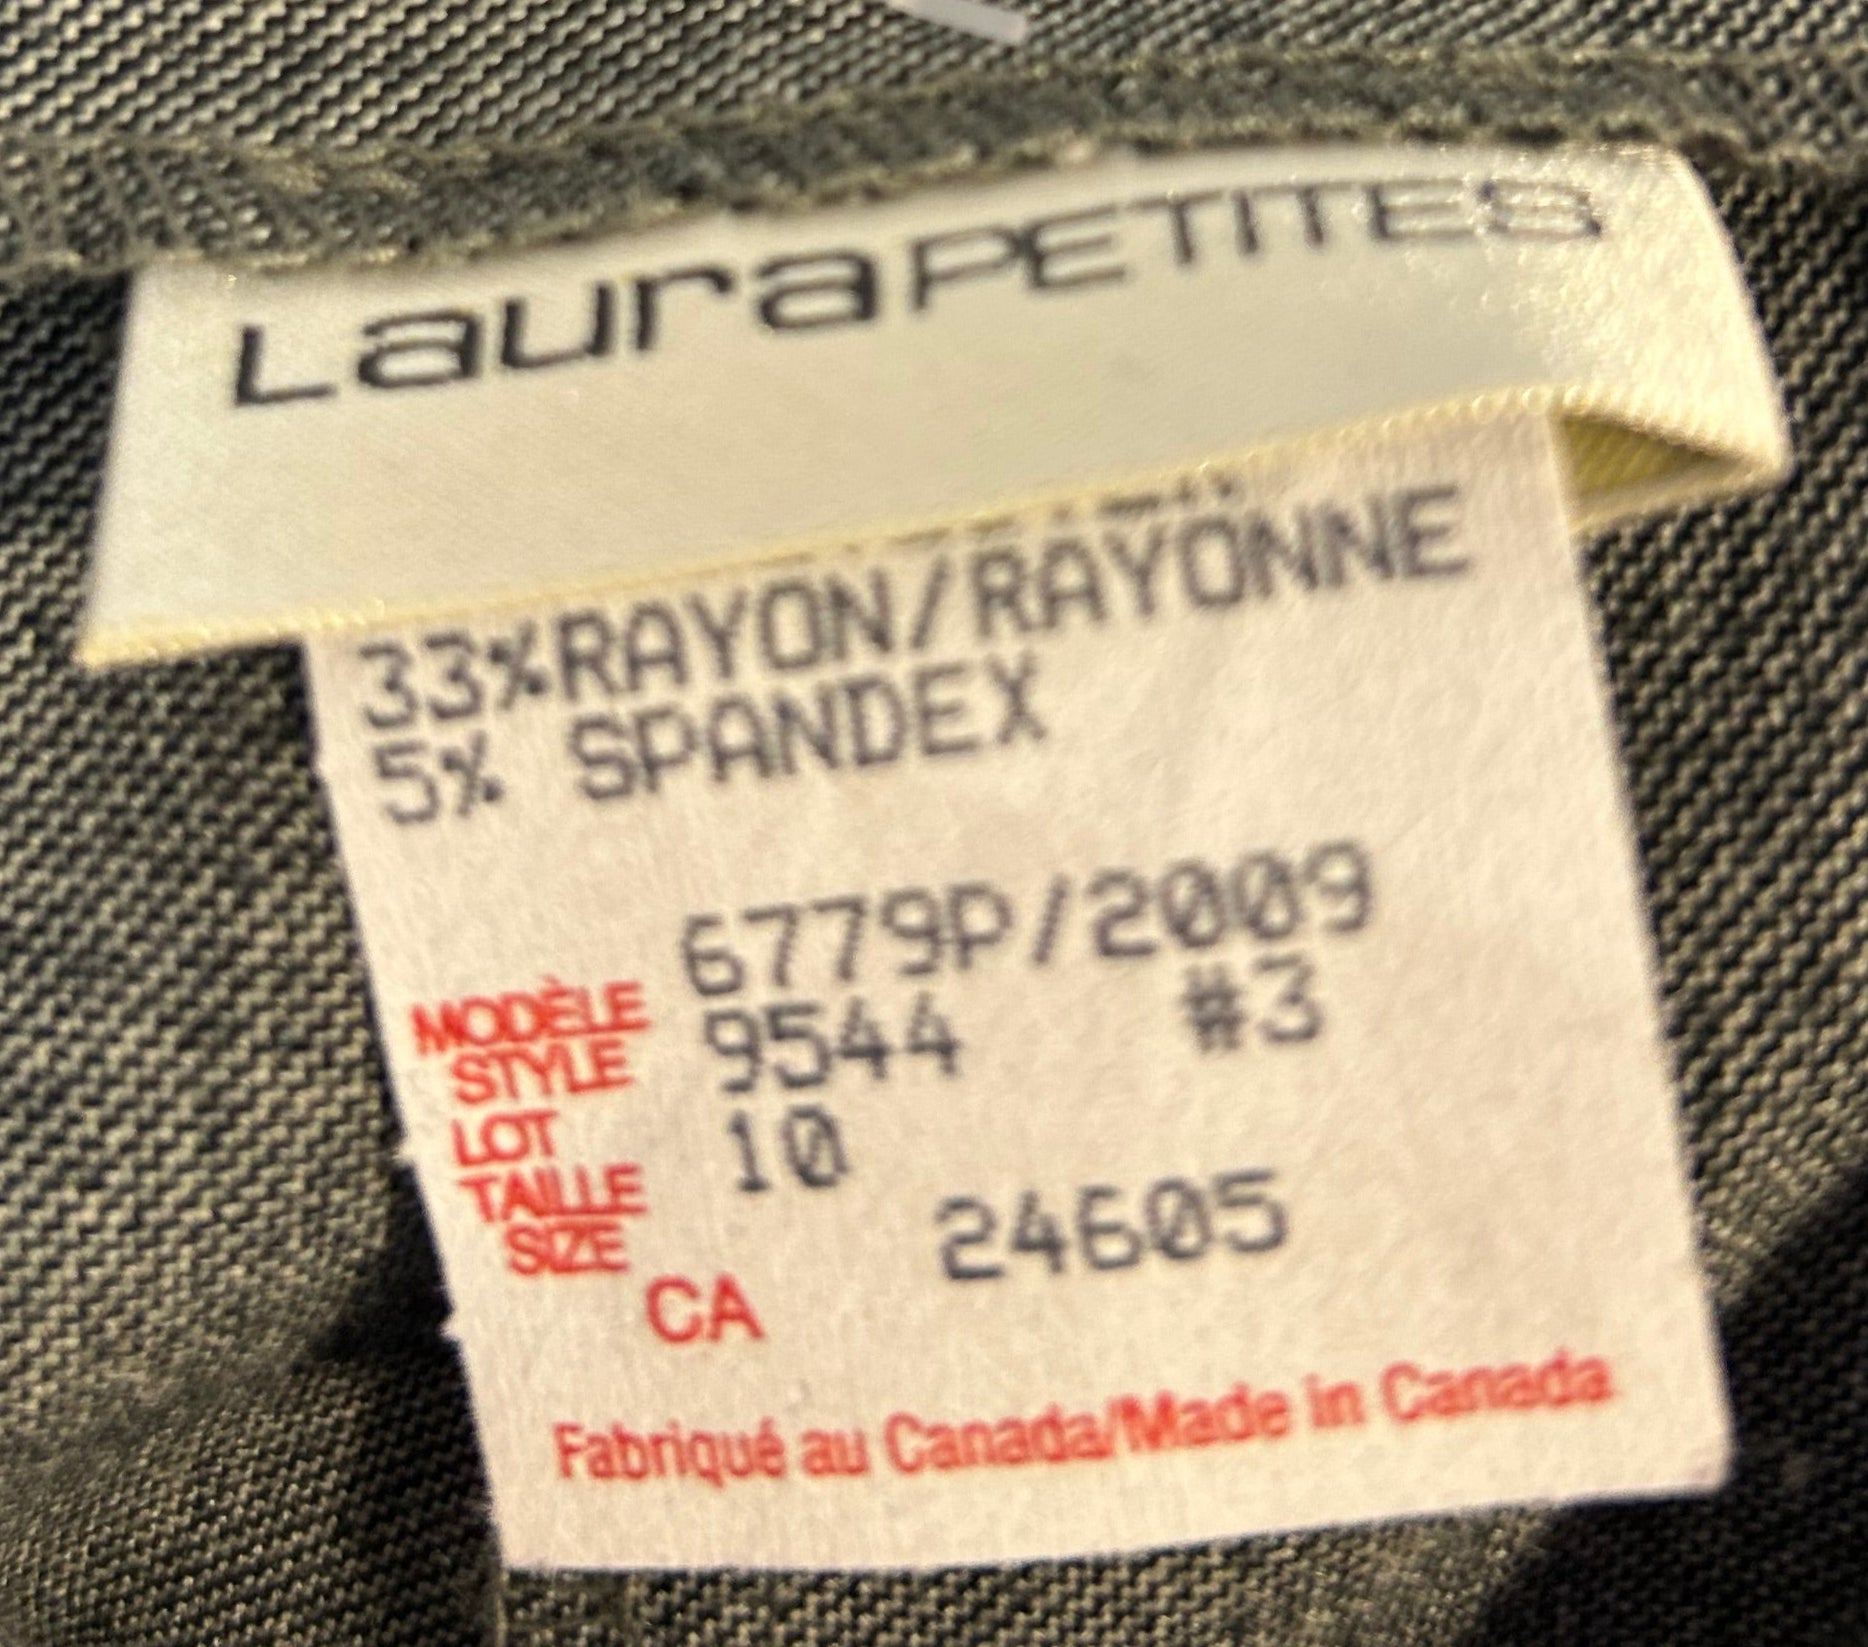 Laura PETITES
33%RAYON/RAYONNE
5% SPANDEX
6779P/2009
MODÈLE
STYLE
9544 #3
LOT
10
TAILLE
SIZE
24605
CA
Fabriqué au Canada/Made in Canada